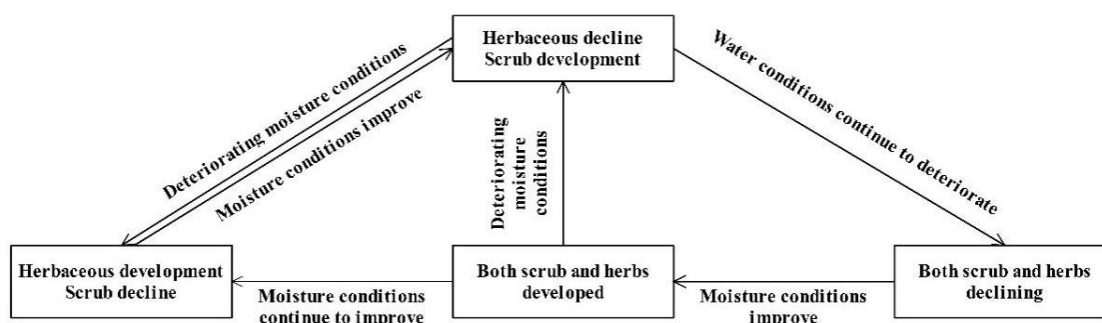 Herbaceous decline
Scrub development
Deteriorating moisture conditions
Moisture conditions improve
Deteriorating
moisture
conditions
Water conditions continue to deteriorate
Herbaceous development
Scrub decline
Moisture conditions
continue to improve
Both scrub and herbs
developed
Moisture conditions
improve
Both scrub and herbs
declining